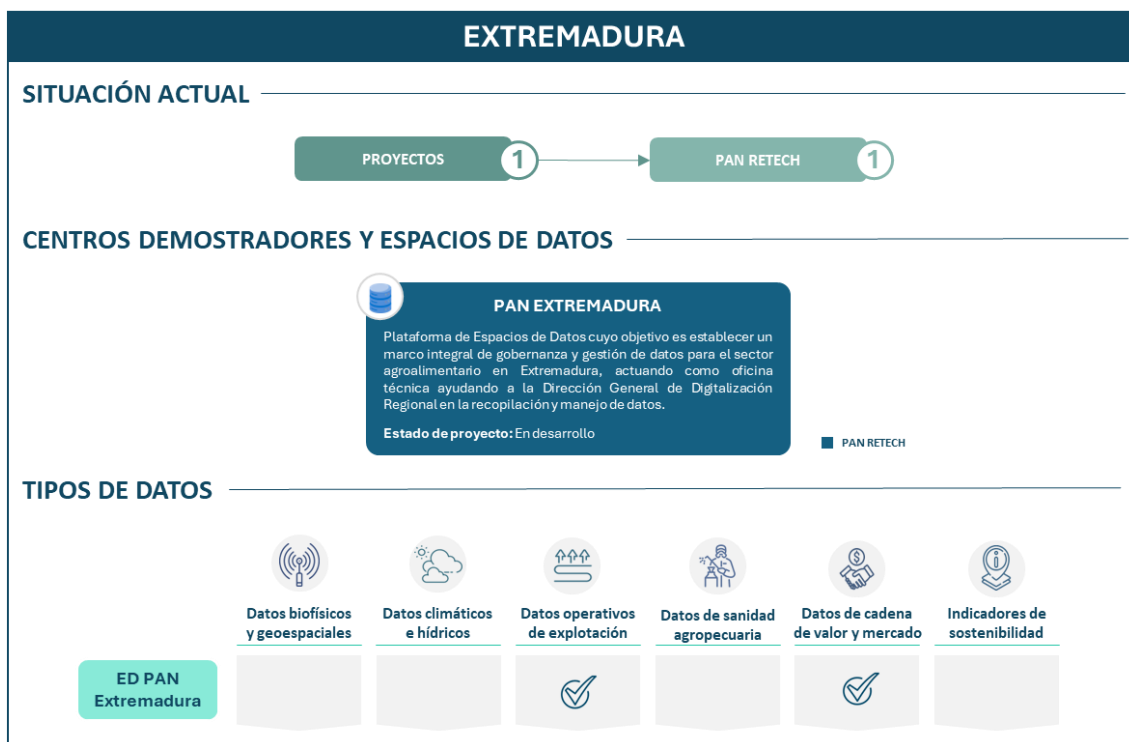 EXTREMADURA
SITUACIÓN ACTUAL
PROYECTOS 1
PAN RETECH 1
CENTROS DEMOSTRADORES Y ESPACIOS DE DATOS
PAN EXTREMADURA
Plataforma de Espacios de Datos cuyo objetivo es establecer un
marco integral de gobernanza y gestión de datos para el sector
agroalimentario en Extremadura, actuando como oficina
técnica ayudando a la Dirección General de Digitalización
Regional en la recopilación y manejo de datos.
Estado de proyecto: En desarrollo
PAN RETECH
TIPOS DE DATOS
Datos biofísicos
y geoespaciales
Datos climáticos
e hídricos
Datos operativos
de explotación
Datos de sanidad
agropecuaria
Datos de cadena
de valor y mercado
Indicadores de
sostenibilidad
ED PAN
Extremadura